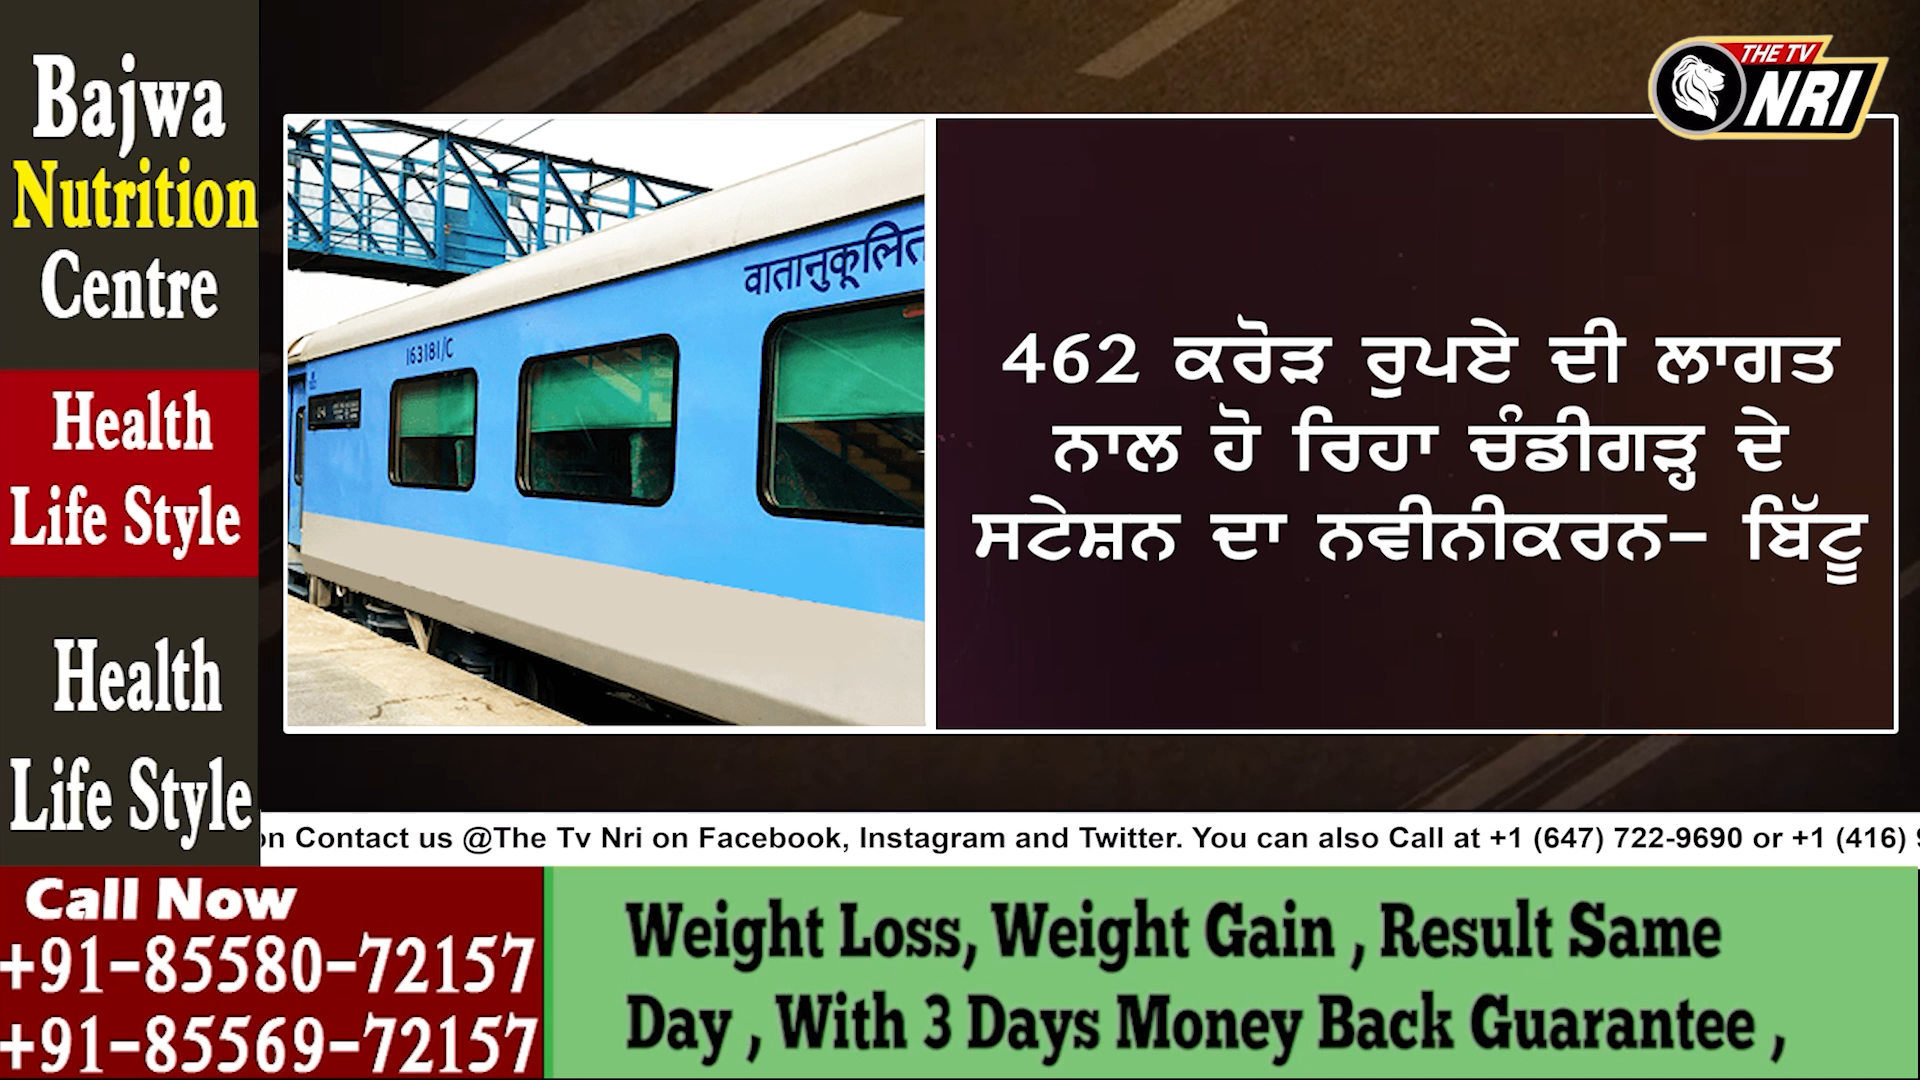 Bajwa
Nutrition
Centre
Health
Life Style
Health
Life Style
THE TV
NRI
वातानुकूलित
163181/C
462 ਕਰੋੜ ਰੁਪਏ ਦੀ ਲਾਗਤ
ਨਾਲ ਹੋ ਰਿਹਾ ਚੰਡੀਗੜ੍ਹ ਦੇ
ਸਟੇਸ਼ਨ ਦਾ ਨਵੀਨੀਕਰਨ- ਬਿੱਟੂ
on Contact us @The Tv Nri on Facebook, Instagram and Twitter. You can also Call at +1 (647) 722-9690 or +1 (416)
Call Now
+91-85580-72157
+91-85569-72157
Weight Loss, Weight Gain , Result Same
Day , With 3 Days Money Back Guarantee ,